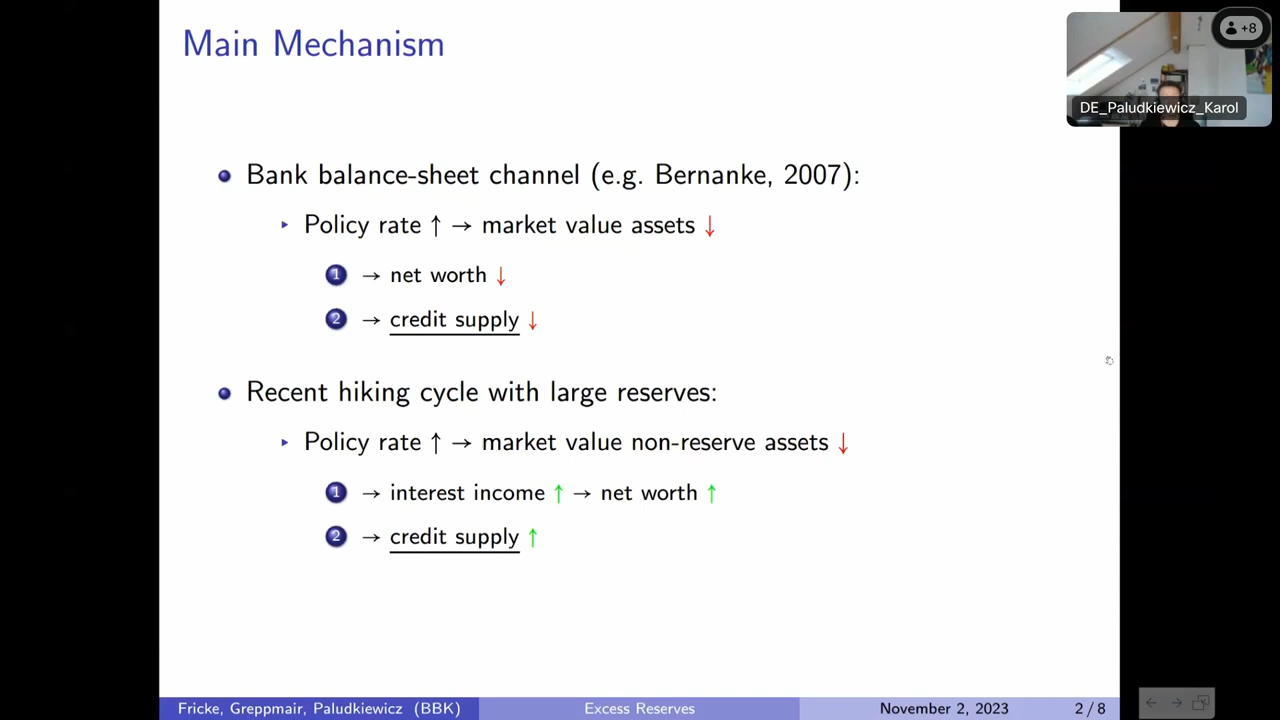 Main Mechanism
+8
DE_Paludkiewicz_Karol
Bank balance-sheet channel (e.g. Bernanke, 2007):
Policy rate ↑ → market value assets ↓
1 → net worth ↓
2 → credit supply ↓
Recent hiking cycle with large reserves:
Policy rate ↑ → market value non-reserve assets ↓
1 → interest income ↑ → net worth ↑
2 → credit supply ↑
Fricke, Greppmair, Paludkiewicz (BBK)
Excess Reserves
November 2, 2023
2 / 8